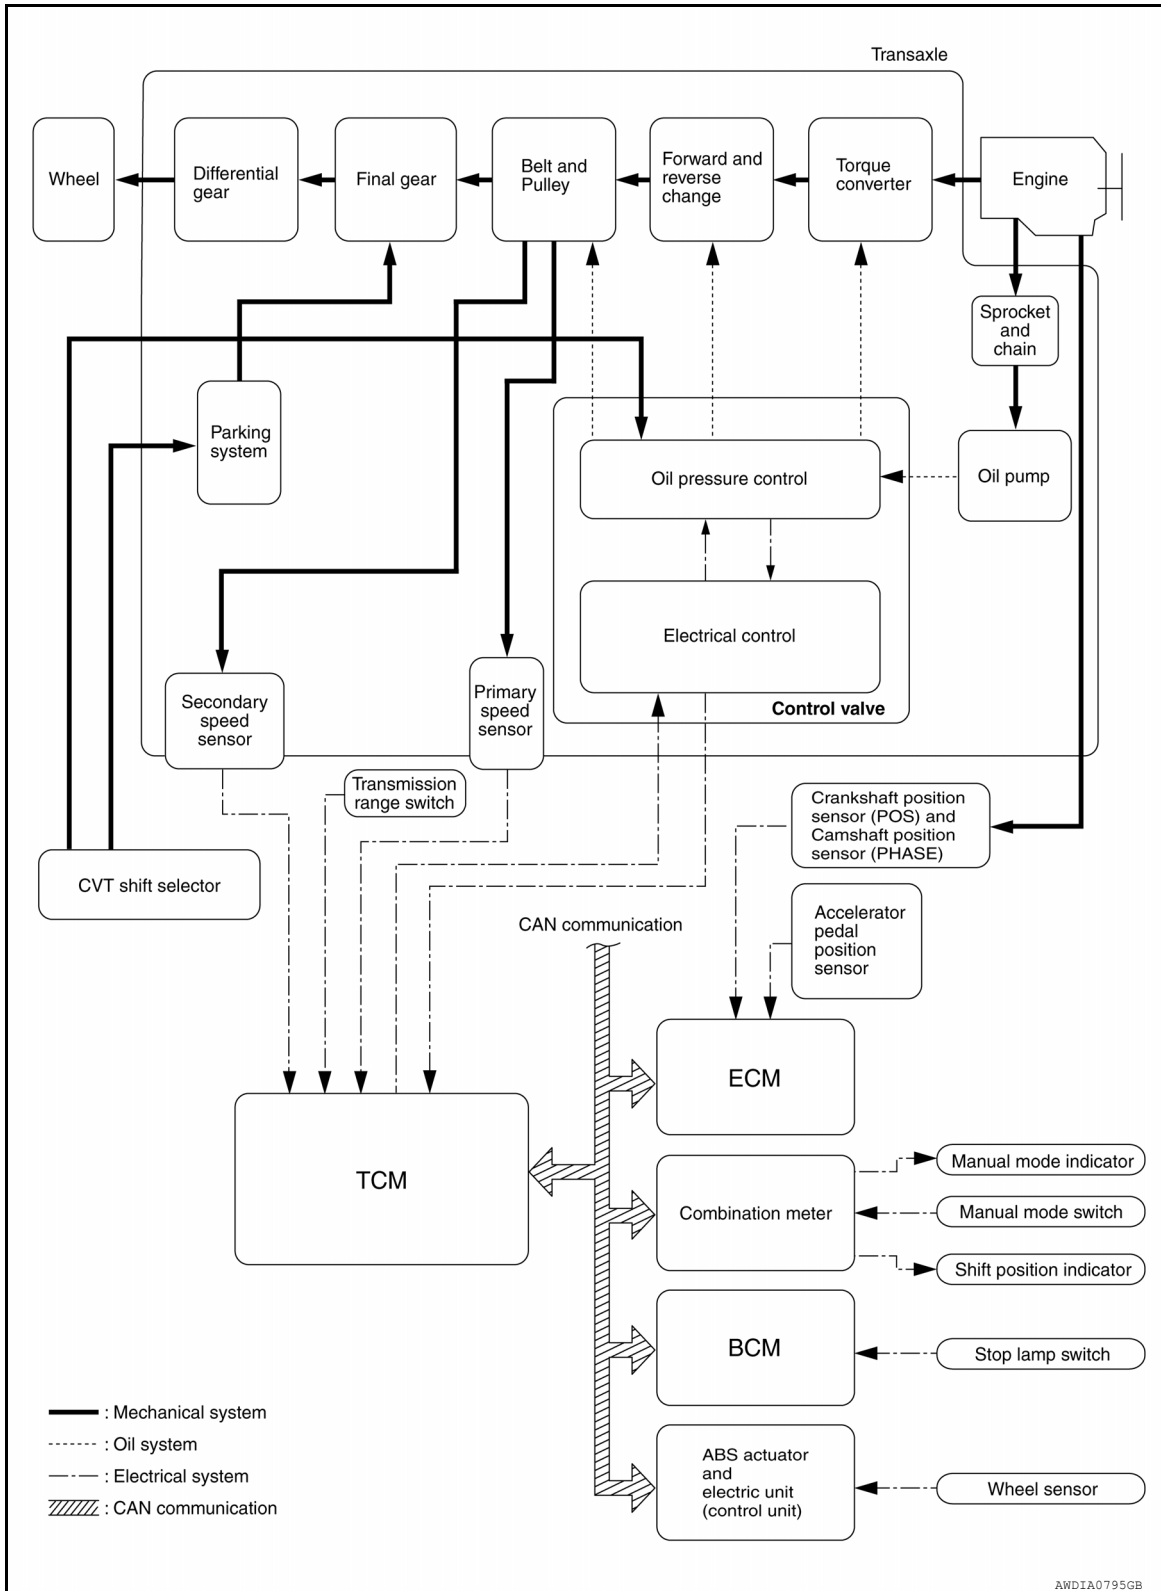 Transaxle
Wheel
Differential
gear
Final gear
Belt and
Pulley
Forward and
reverse
change
Torque
converter
Engine
Sprocket
and
chain
Parking
system
Oil pressure control
Oil pump
Electrical control
Control valve
Secondary
speed
sensor
Primary
speed
sensor
Transmission
range switch
Crankshaft position
sensor (POS) and
Camshaft position
sensor (PHASE)
CVT shift selector
CAN communication
Accelerator
pedal
position
sensor
ECM
TCM
Combination meter
Manual mode indicator
Manual mode switch
Shift position indicator
BCM
Stop lamp switch
ABS actuator
and
electric unit
(control unit)
Wheel sensor
: Mechanical system
: Oil system
: Electrical system
: CAN communication
AWDIA0795GB